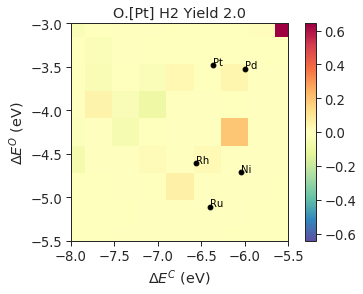 O.[Pt] H2 Yield 2.0
−3.0
−3.5
−4.0
−4.5
−5.0
−5.5
ΔE^O (eV)
Pt
Pd
Rh
Ni
Ru
−8.0 −7.5 −7.0 −6.5 −6.0 −5.5
ΔE^C (eV)
0.6
0.4
0.2
0.0
−0.2
−0.4
−0.6